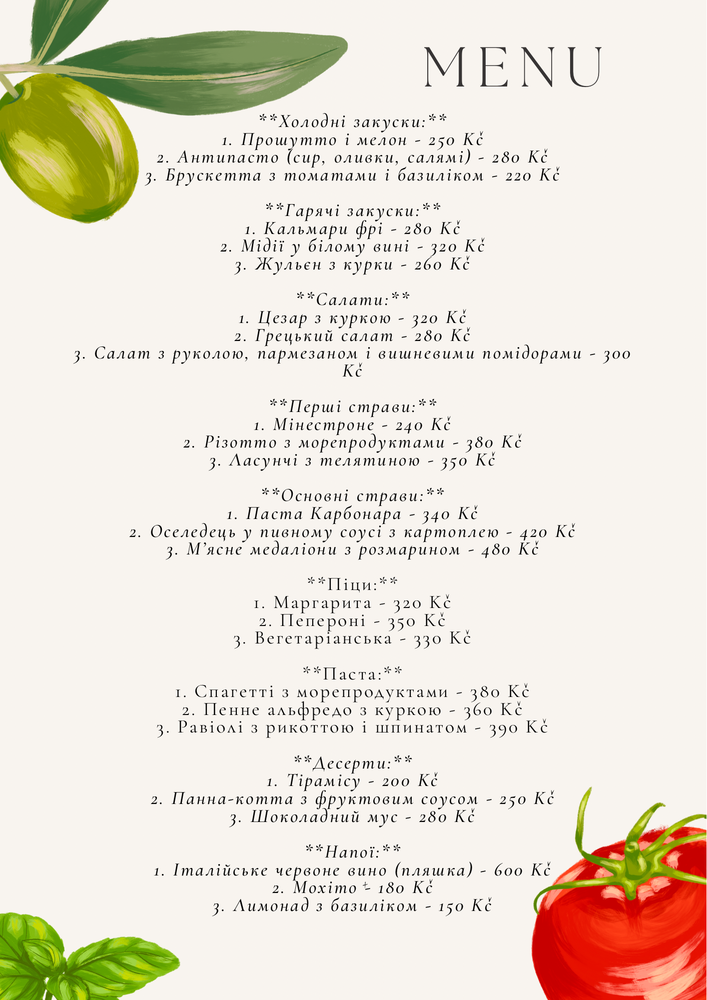 MENU
**Холодні закуски:**
1. Прошутто і мелон - 250 Kč
2. Антипасто (сир, оливки, салямі) - 280 Kč
3. Брускетта з томатами і базиліком - 220 Kč
**Гарячі закуски:**
1. Кальмари фрі - 280 Kč
2. Мідії у білому вині - 320 Kč
3. Жульєн з курки - 260 Kč
**Салати:**
1. Цезар з куркою - 320 Kč
2. Грецький салат - 280 Kč
3. Салат з руколою, пармезаном і вишневими помідорами - 300
Kč
**Перші страви:**
1. Мінестроне - 240 Kč
2. Різотто з морепродуктами - 380 Kč
3. Ласунчі з телятиною - 350 Kč
**Основні страви:**
1. Паста Карбонара - 340 Kč
2. Оселедець у пивному соусі з картоплею - 420 Kč
3. М’ясне медаліони з розмарином - 480 Kč
**Піци:**
1. Маргарита - 320 Kč
2. Пепероні - 350 Kč
3. Вегетаріанська - 330 Kč
**Паста:**
1. Спагетті з морепродуктами - 380 Kč
2. Пенне альфредо з куркою - 360 Kč
3. Равіолі з рикоттою і шпинатом - 390 Kč
**Десерти:**
1. Тірамісу - 200 Kč
2. Панна-котта з фруктовим соусом - 250 Kč
3. Шоколадний мус - 280 Kč
**Напої:**
1. Італійське червоне вино (пляшка) - 600 Kč
2. Мохіто - 180 Kč
3. Лимонад з базиліком - 150 Kč